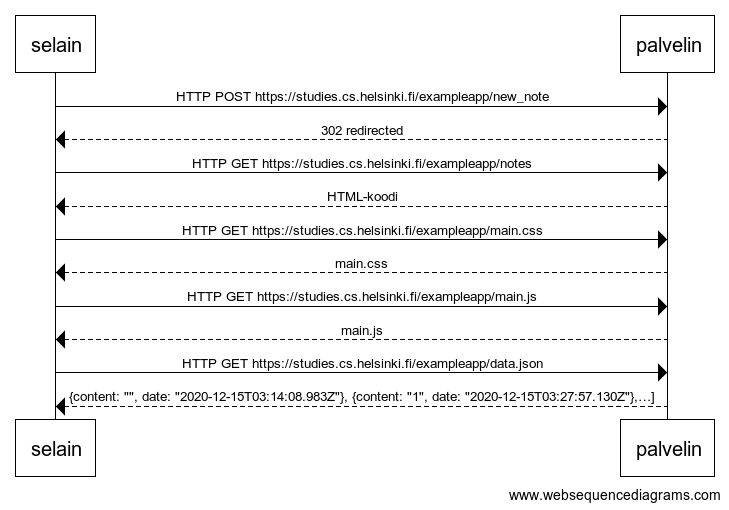 selain palvelin
HTTP POST https://studies.cs.helsinki.fi/exampleapp/new_note
302 redirected
HTTP GET https://studies.cs.helsinki.fi/exampleapp/notes
HTML-koodi
HTTP GET https://studies.cs.helsinki.fi/exampleapp/main.css
main.css
HTTP GET https://studies.cs.helsinki.fi/exampleapp/main.js
main.js
HTTP GET https://studies.cs.helsinki.fi/exampleapp/data.json
{content: "", date: "2020-12-15T03:14:08.983Z"}, {content: "1", date: "2020-12-15T03:27:57.130Z"},…]
selain palvelin
www.websequencediagrams.com